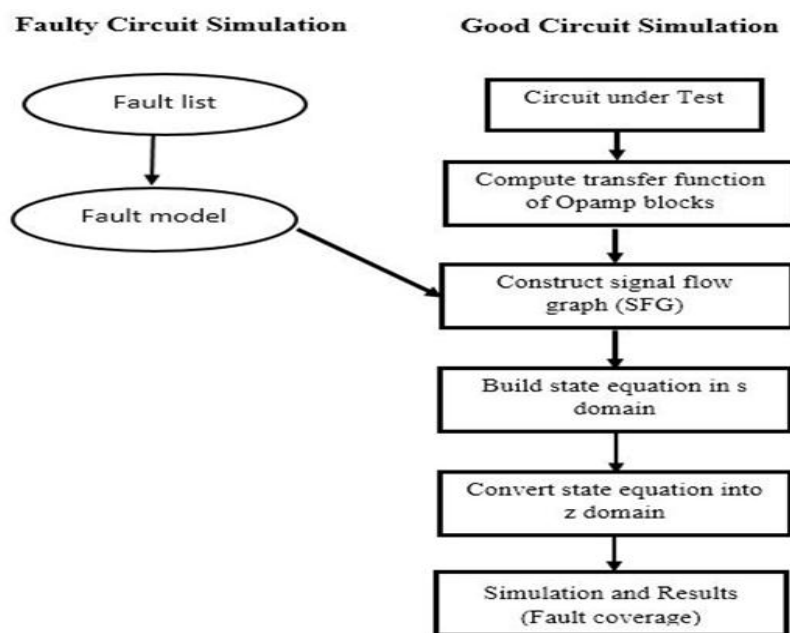 Faulty Circuit Simulation
Good Circuit Simulation
Fault list
Fault model
Circuit under Test
Compute transfer function
of Opamp blocks
Construct signal flow
graph (SFG)
Build state equation in s
domain
Convert state equation into
z domain
Simulation and Results
(Fault coverage)